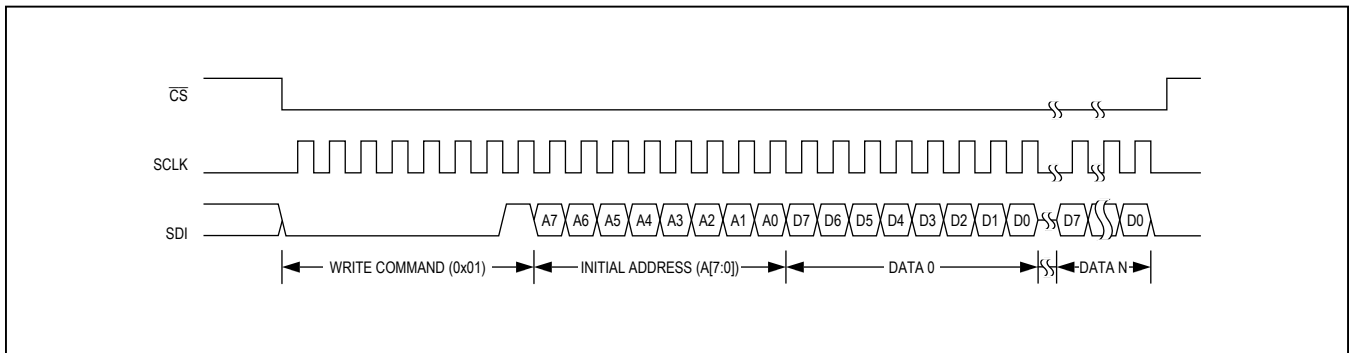 CS
SCLK
SDI A7 A6 A5 A4 A3 A2 A1 A0 D7 D6 D5 D4 D3 D2 D1 D0 D7 D0
WRITE COMMAND (0x01) INITIAL ADDRESS (A[7:0]) DATA 0 DATA N